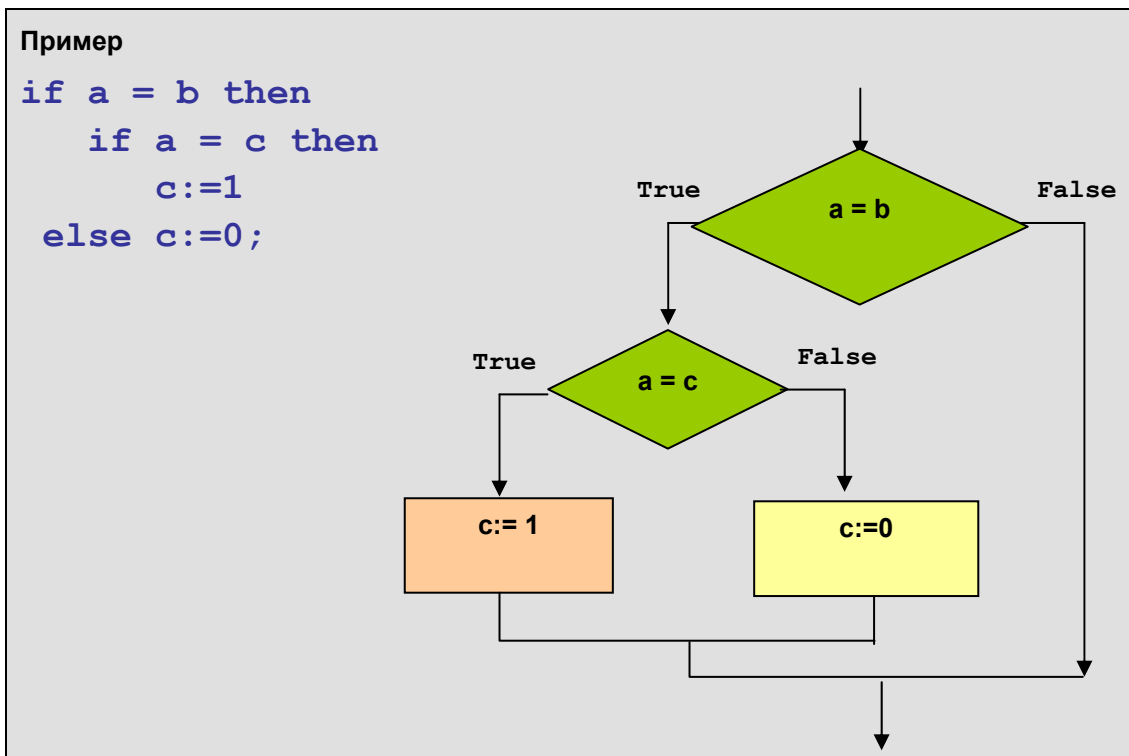 Пример
if a = b then
if a = c then
c:=1
else c:=0;
True
False
a = b
True
False
a = c
c:= 1
c:=0